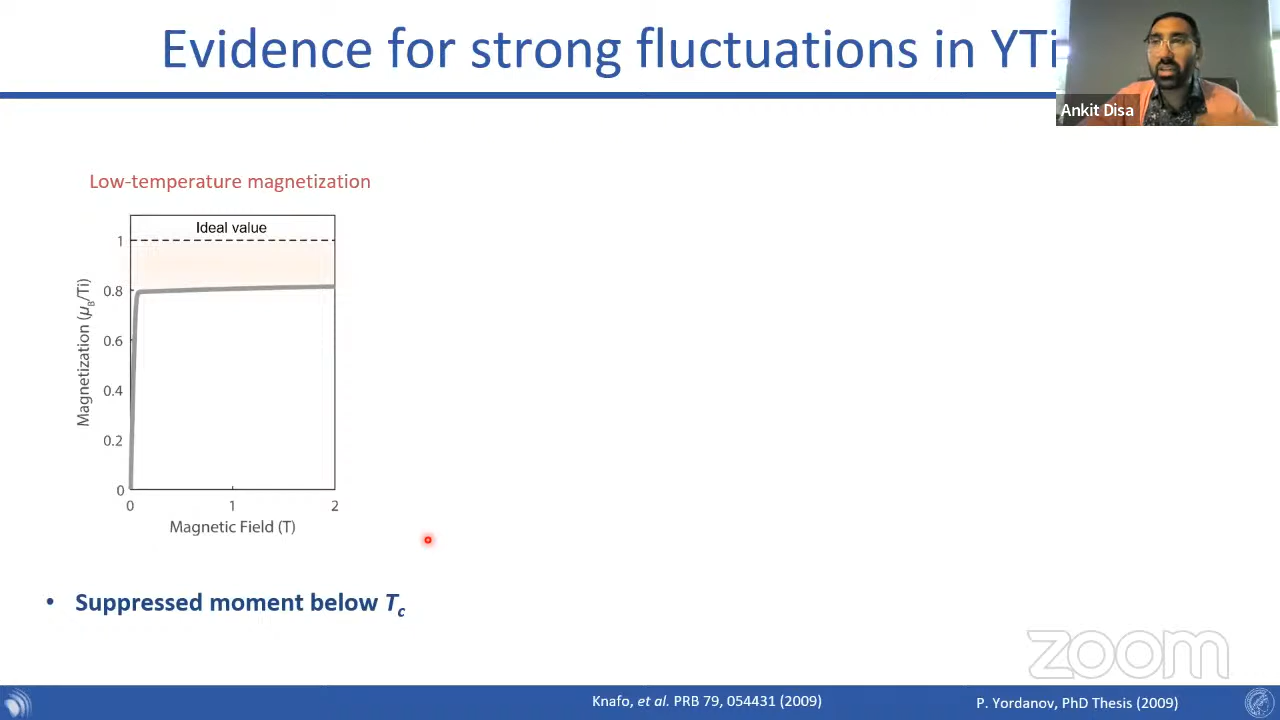 Evidence for strong fluctuations in YTi
Ankit Disa
Low-temperature magnetization
Ideal value
1
0.8
0.6
0.4
0.2
0
Magnetization (μB/Ti)
0 1 2
Magnetic Field (T)
• Suppressed moment below Tc
zoom
Knafo, et al. PRB 79, 054431 (2009)
P. Yordanov, PhD Thesis (2009)